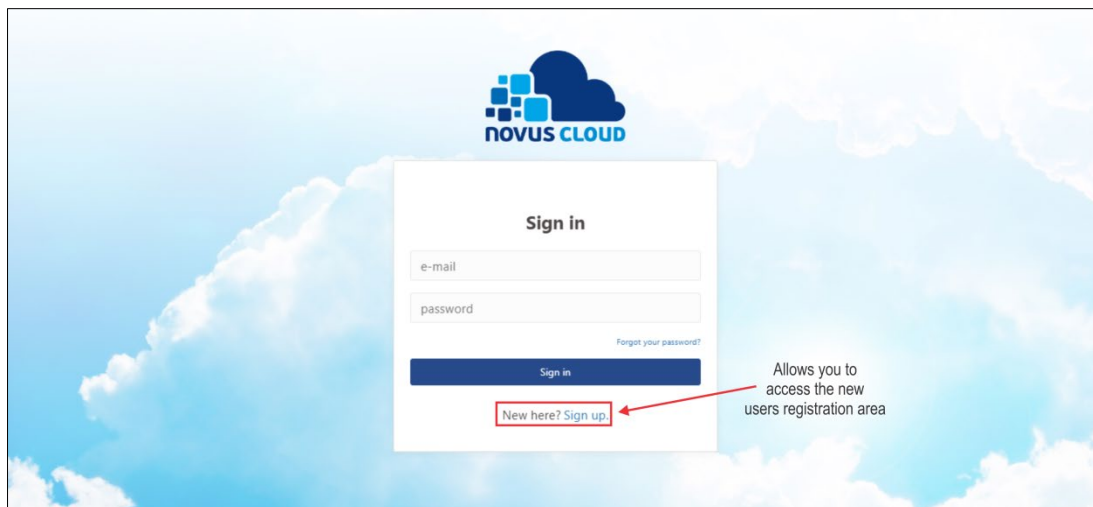 NOVUS CLOUD
Sign in
e-mail
password
Forgot your password?
Sign in
New here? Sign up.
Allows you to
access the new
users registration area